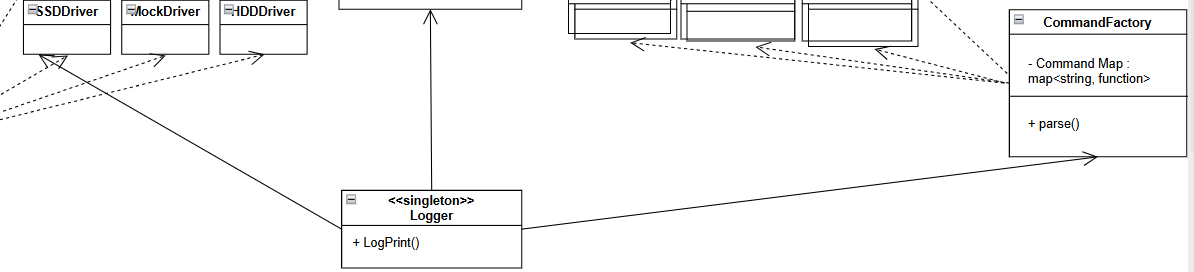 SSDDriver
MockDriver
HDDDriver
CommandFactory
- Command Map :
map<string, function>
+ parse()
<<singleton>>
Logger
+ LogPrint()